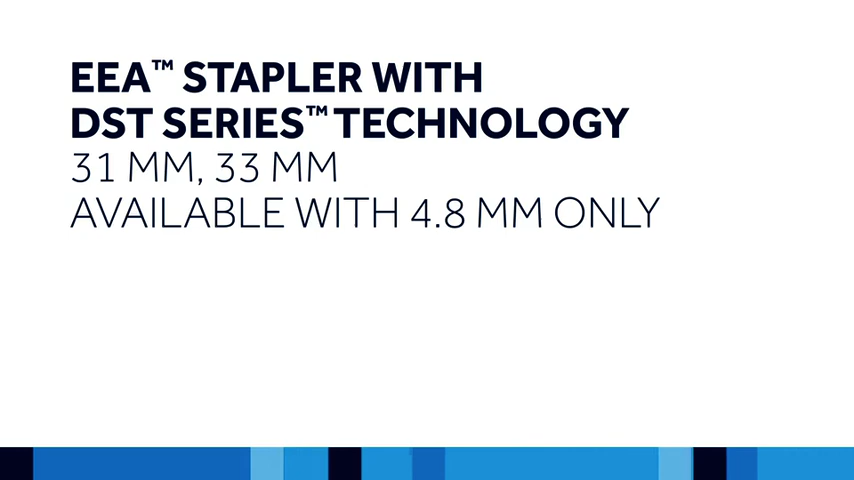 EEA™ STAPLER WITH
DST SERIES™ TECHNOLOGY
31 MM, 33 MM
AVAILABLE WITH 4.8 MM ONLY